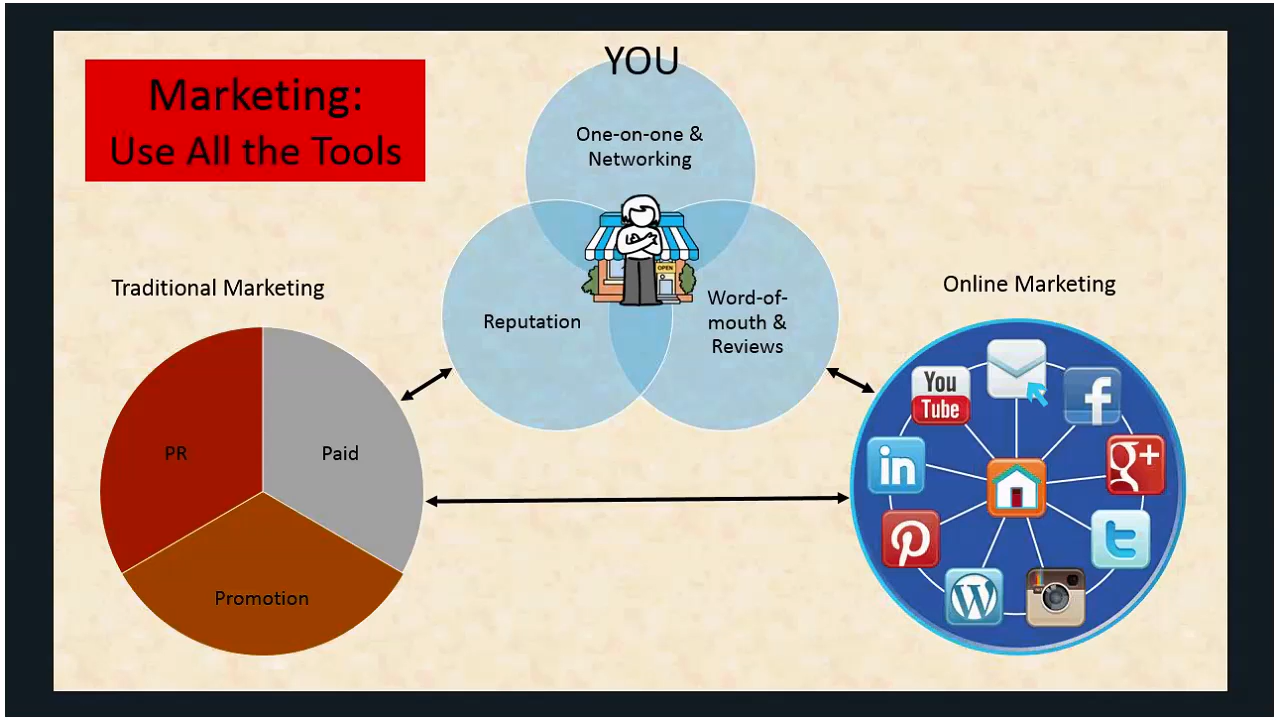 YOU
Marketing:
Use All the Tools
One-on-one &
Networking
OPEN
Reputation
Word-of-
mouth &
Reviews
Traditional Marketing
PR
Paid
Promotion
Online Marketing
You
Tube
f
g+
in
t